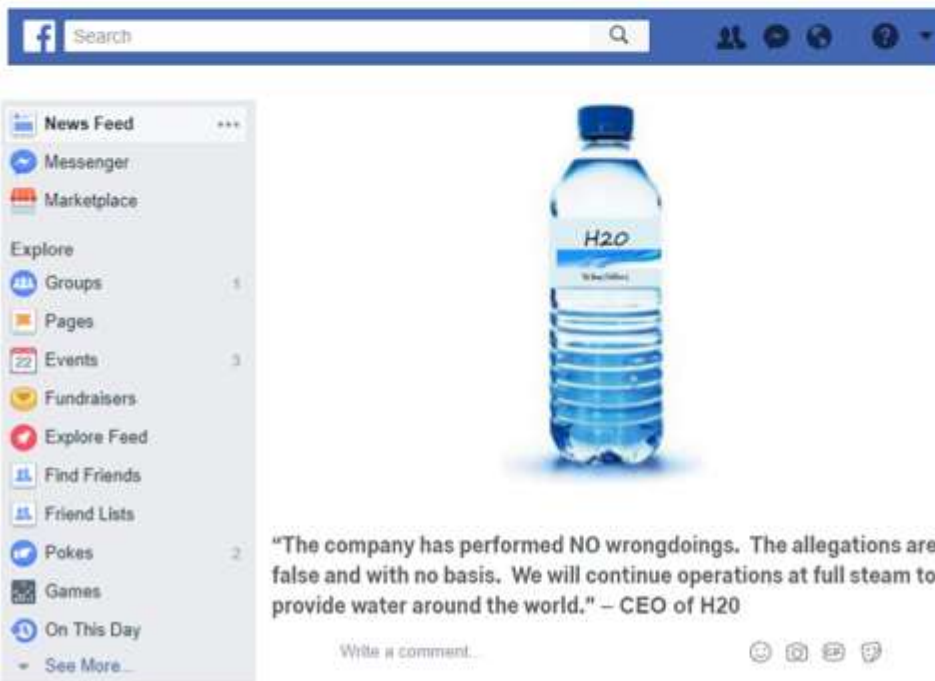 f
Search
News Feed
Messenger
Marketplace
Explore
Groups 1
Pages
22 Events 3
Fundraisers
Explore Feed
Find Friends
Friend Lists
Pokes 2
Games
On This Day
See More...
H20
“The company has performed NO wrongdoings. The allegations are
false and with no basis. We will continue operations at full steam to
provide water around the world.” – CEO of H20
Write a comment...
GIF